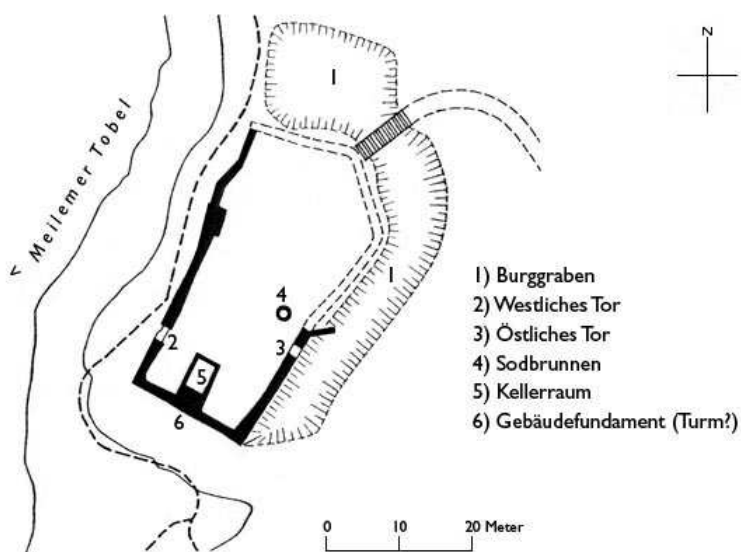 1
N
< Meilemer Tobel
1
4
2
3
5
6
1) Burggraben
2) Westliches Tor
3) Östliches Tor
4) Sodbrunnen
5) Kellerraum
6) Gebäudefundament (Turm?)
0 10 20 Meter